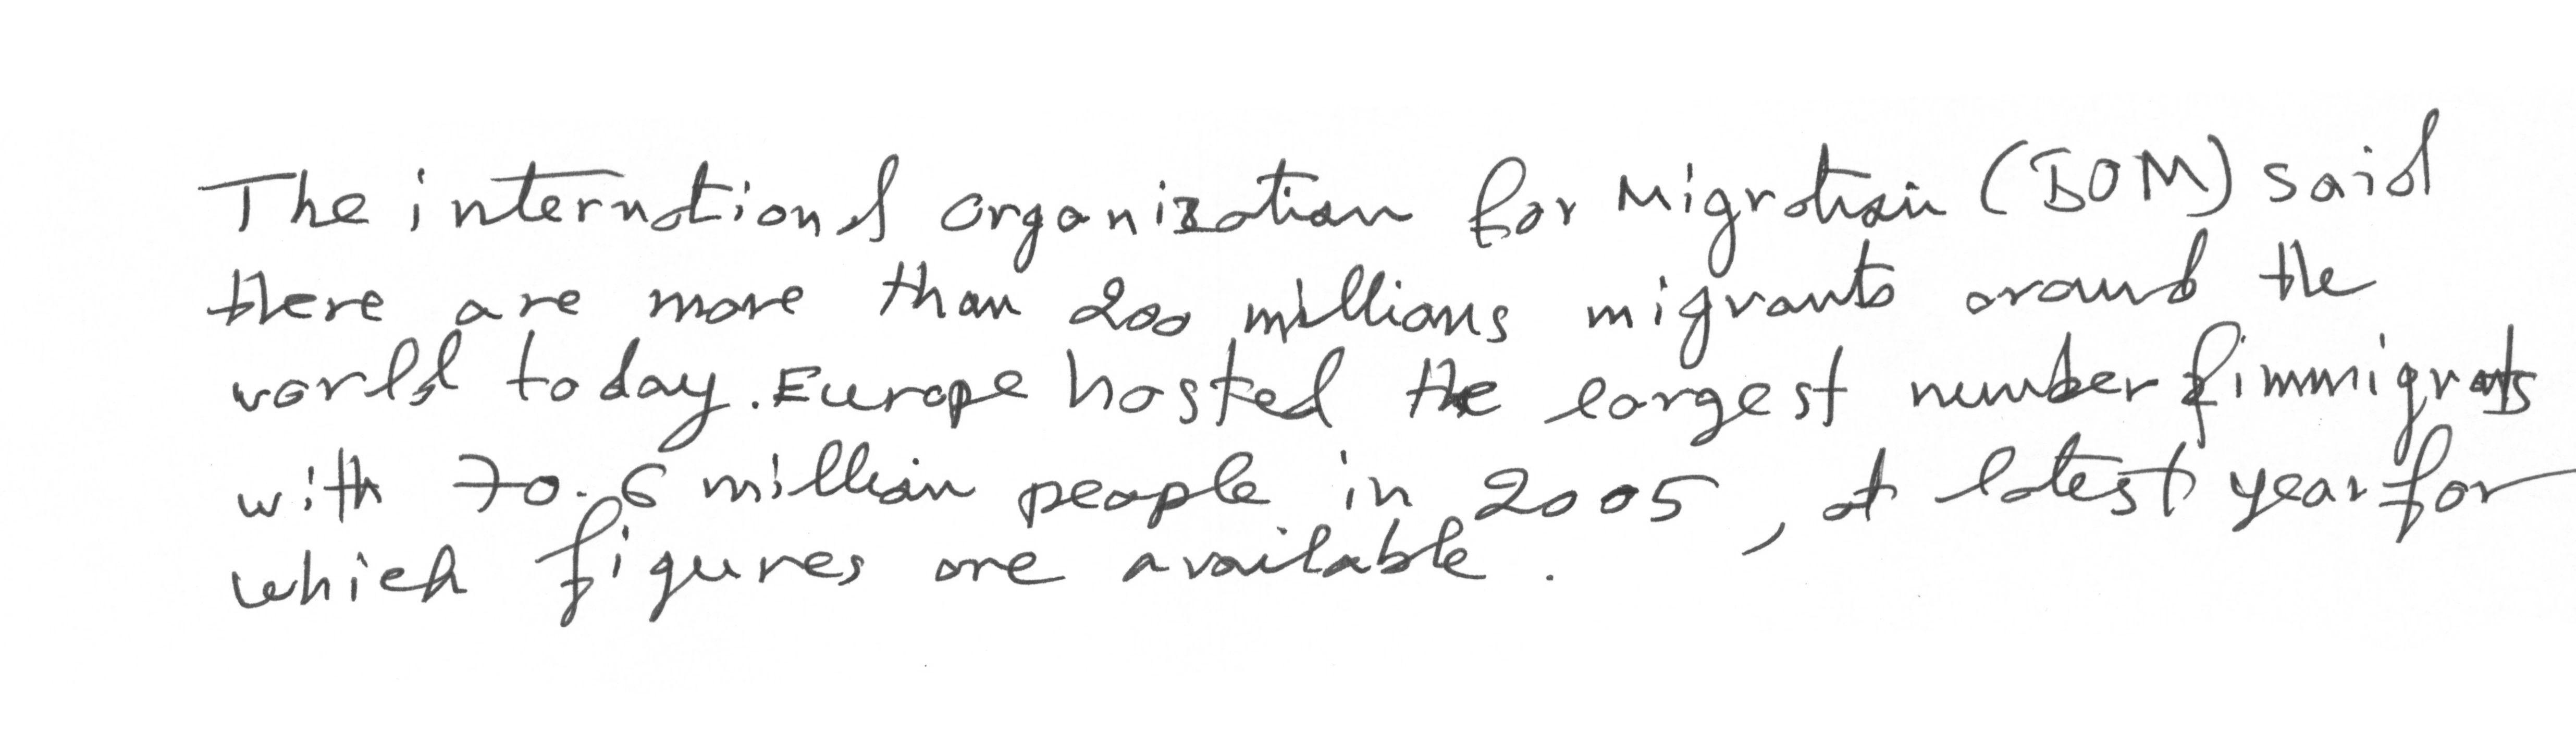 The international organization for Migration (IOM) said
there are more than 200 millions migrants around the
world today. Europe hosted the largest number immigrants
with 70.6 million people in 2005, at latest year for
which figures are available.